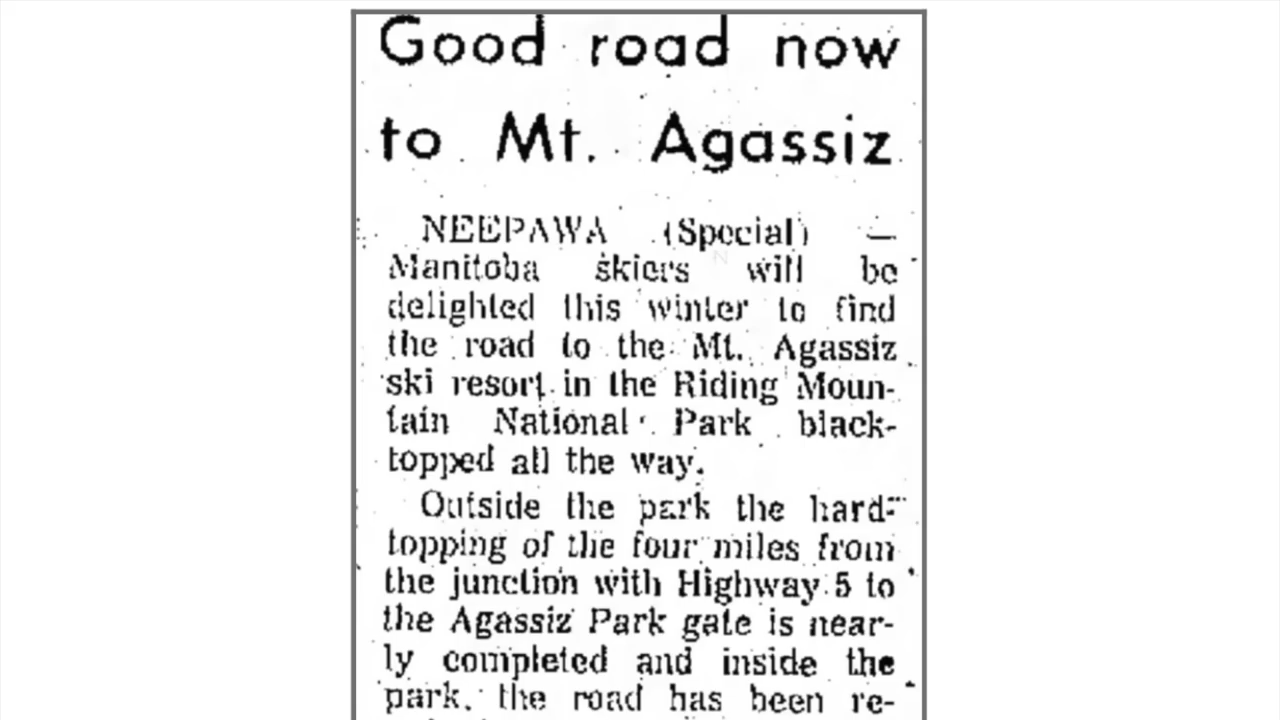 Good road now
to Mt. Agassiz
NEEPAWA (Special) —
Manitoba skiers will be
delighted this winter to find
the road to the Mt. Agassiz
ski resort in the Riding Moun-
tain National Park black-
topped all the way.
Outside the park the hard-
topping of the four miles from
the junction with Highway 5 to
the Agassiz Park gate is near-
ly completed and inside the
park, the road has been re-